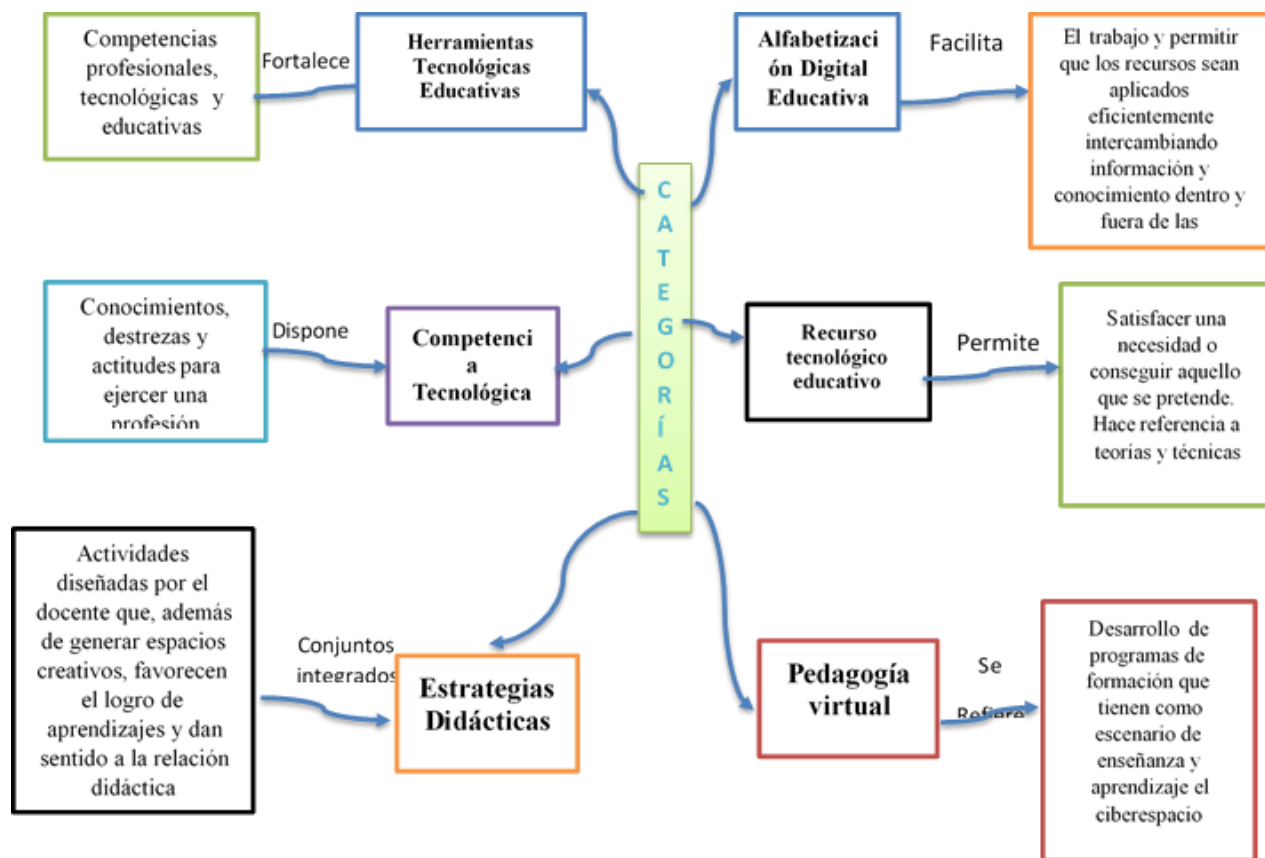 Competencias
profesionales,
tecnológicas y
educativas
Fortalece
Herramientas
Tecnológicas
Educativas
Alfabetizaci
ón Digital
Educativa
Facilita
El trabajo y permitir
que los recursos sean
aplicados
eficientemente
intercambiando
información y
conocimiento dentro y
fuera de las
CATEGORÍAS
Conocimientos,
destrezas y
actitudes para
ejercer una
profesión
Dispone
Competenci
a
Tecnológica
Recurso
tecnológico
educativo
Permite
Satisfacer una
necesidad o
conseguir aquello
que se pretende.
Hace referencia a
teorías y técnicas
Actividades
diseñadas por el
docente que, además
de generar espacios
creativos, favorecen
el logro de
aprendizajes y dan
sentido a la relación
didáctica
Conjuntos
integrados
Estrategias
Didácticas
Pedagogía
virtual
Se
Refiere
Desarrollo de
programas de
formación que
tienen como
escenario de
enseñanza y
aprendizaje el
ciberespacio